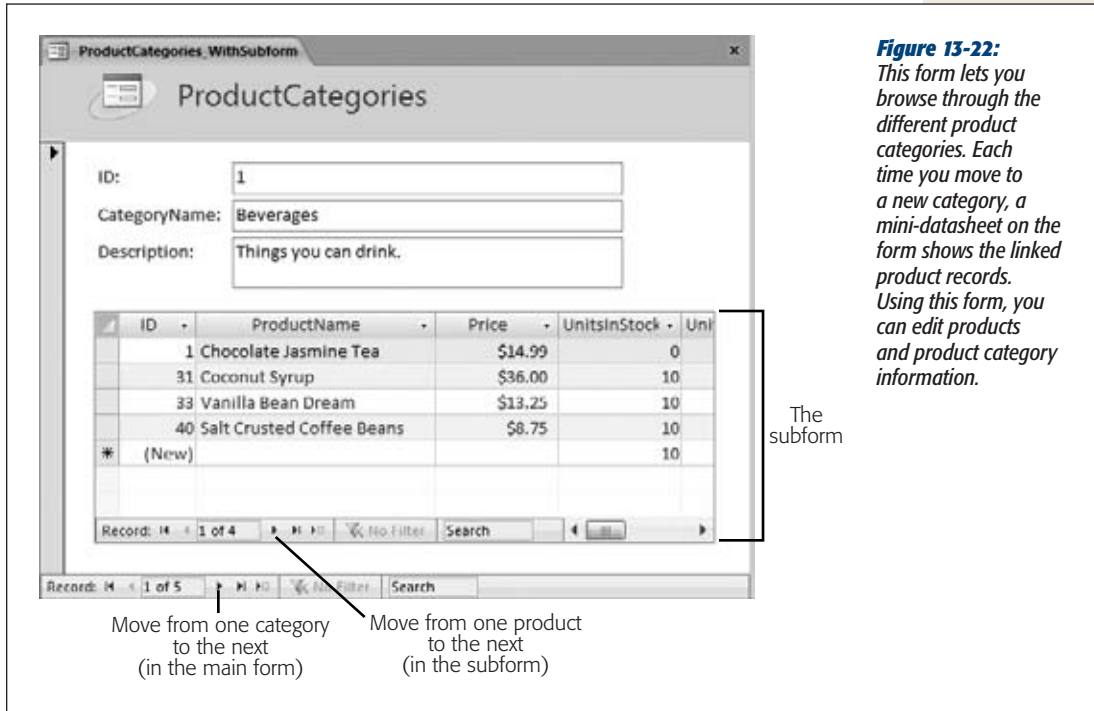 ProductCategories_WithSubform
×
ProductCategories
ID: 1
CategoryName: Beverages
Description: Things you can drink.
ID ProductName Price UnitsInStock Uni
1 Chocolate Jasmine Tea $14.99 0
31 Coconut Syrup $36.00 10
33 Vanilla Bean Dream $13.25 10
40 Salt Crusted Coffee Beans $8.75 10
* (New) 10
Record: 1 of 4 No Filter Search
Record: 1 of 5 No Filter Search
The
subform
Move from one category
to the next
(in the main form)
Move from one product
to the next
(in the subform)
Figure 13-22:
This form lets you
browse through the
different product
categories. Each
time you move to
a new category, a
mini-datasheet on the
form shows the linked
product records.
Using this form, you
can edit products
and product category
information.